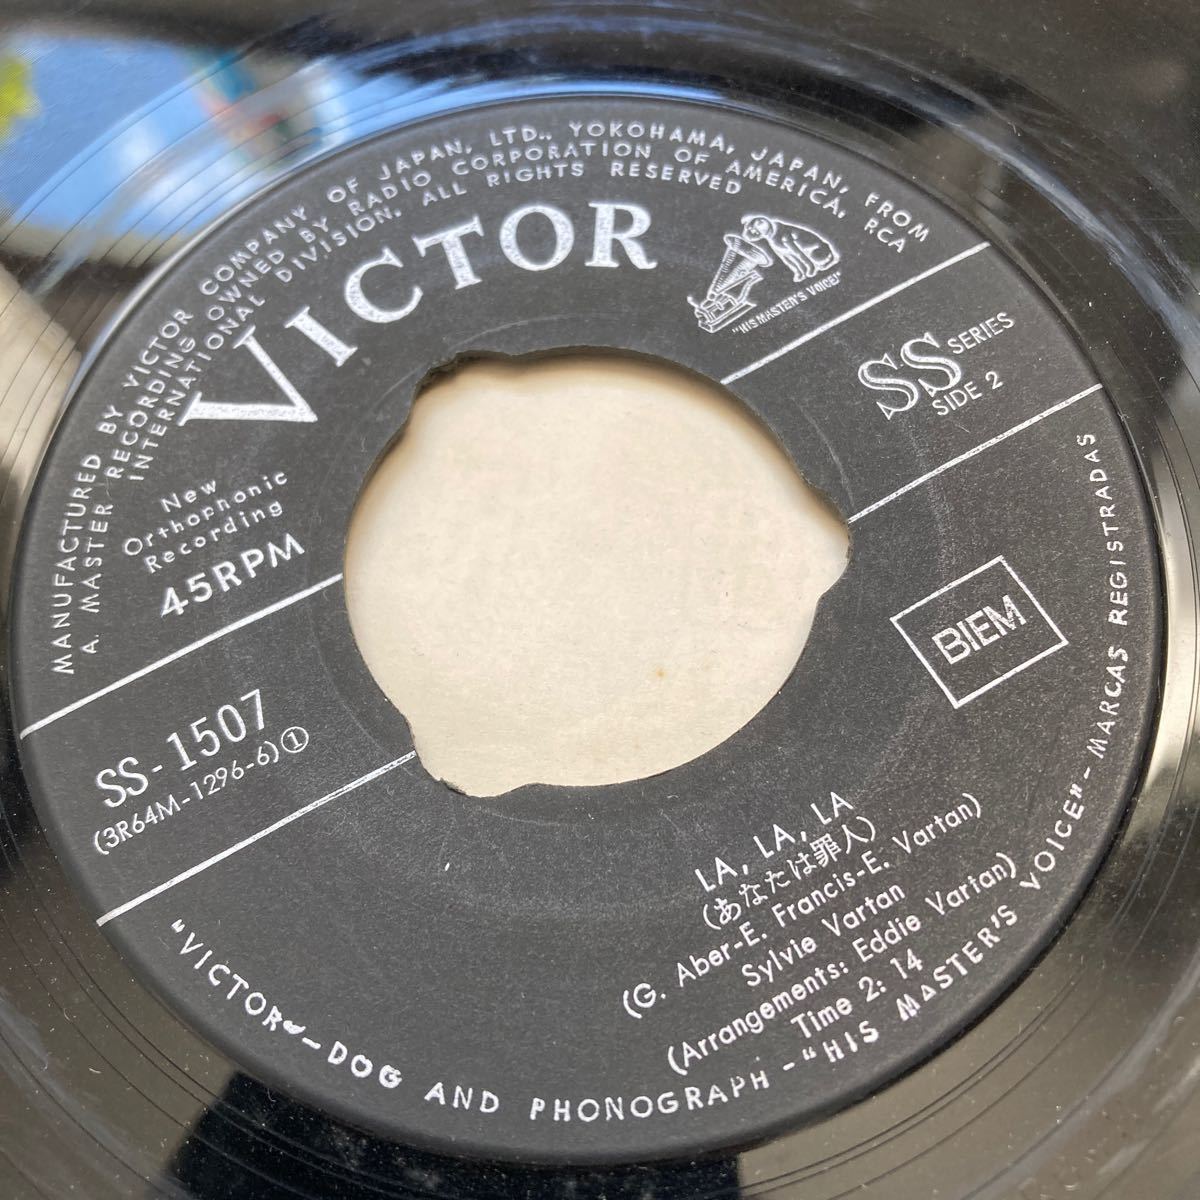 MANUFACTURED BY VICTOR COMPANY OF JAPAN, LTD., YOKOHAMA, JAPAN, FROM
A. MASTER RECORDING OWNED BY RADIO CORPORATION OF AMERICA, RCA
INTERNATIONAL DIVISION. ALL RIGHTS RESERVED
VICTOR
"HIS MASTER'S VOICE"
New
Orthophonic
Recording
45RPM
SS SERIES
SIDE 2
BIEM
SS-1507
(3R64M-1296-6)①
LA, LA, LA
(あなたは罪人)
(G. Aber-E. Francis-E. Vartan)
Sylvie Vartan
(Arrangements: Eddie Vartan)
Time 2: 14
"VICTOR"-DOG AND PHONOGRAPH-"HIS MASTER'S VOICE"-MARCAS REGISTRADAS